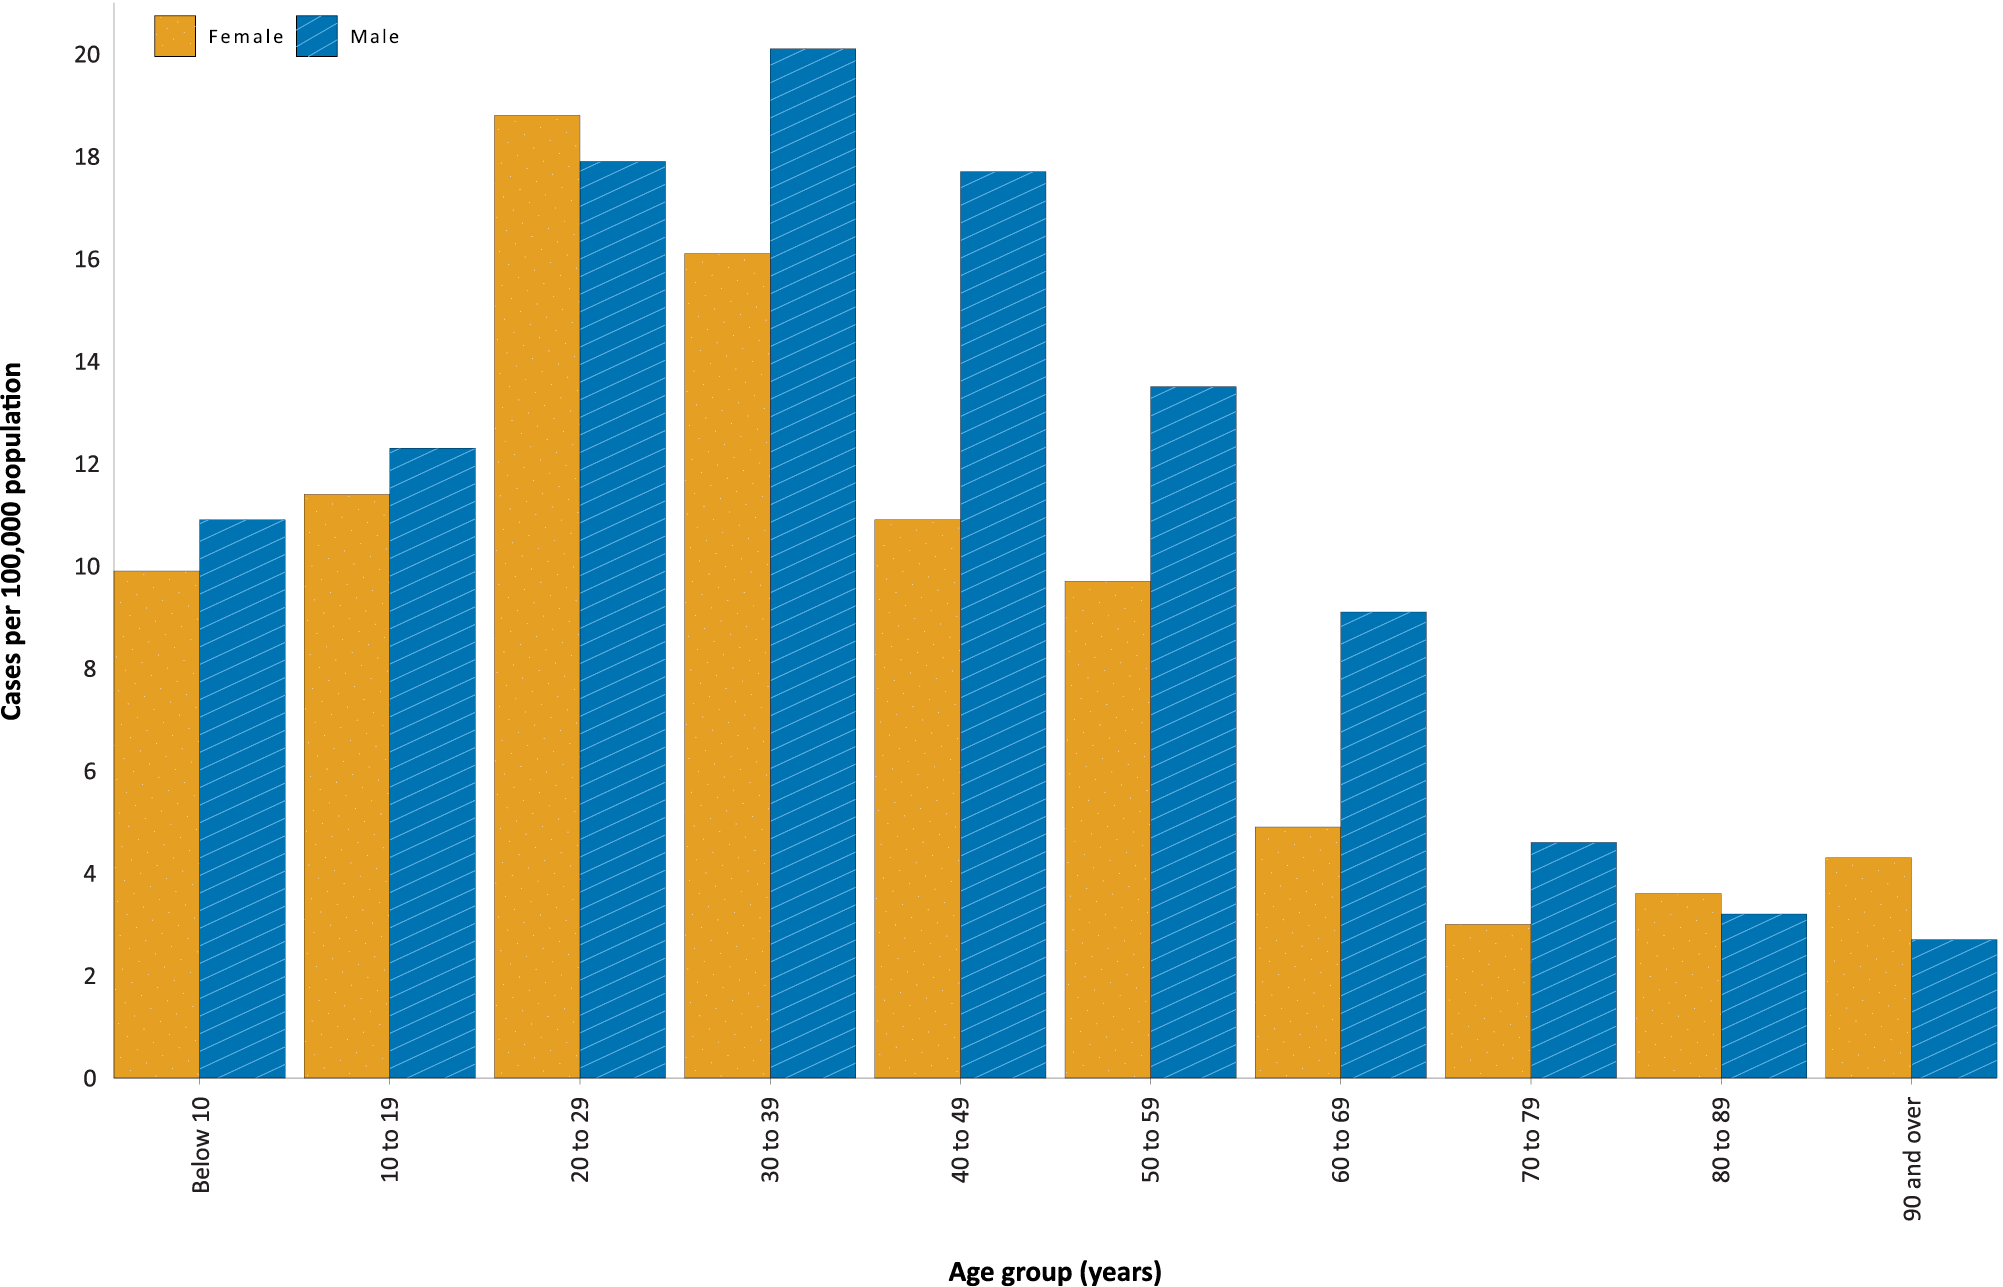 Female Male
20
18
16
14
12
10
8
6
4
2
0
Cases per 100,000 population
Below 10
10 to 19
20 to 29
30 to 39
40 to 49
50 to 59
60 to 69
70 to 79
80 to 89
90 and over
Age group (years)